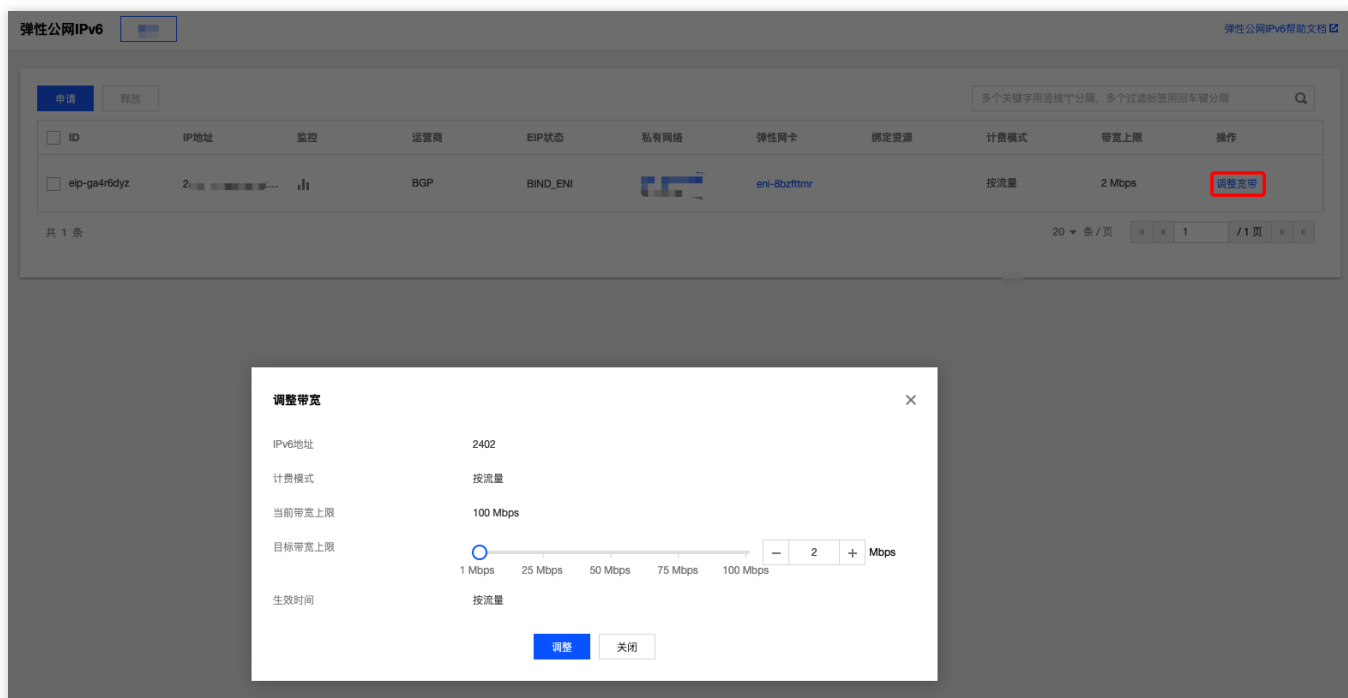 弹性公网IPv6
弹性公网IPv6帮助文档
申请 释放 多个关键字用竖线"|"分隔,多个过滤标签用回车键分隔
ID IP地址 监控 运营商 EIP状态 私有网络 弹性网卡 绑定资源 计费模式 带宽上限 操作
eip-ga4r6dyz BGP BIND_ENI eni-8bzfttmr 按流量 2 Mbps 调整宽带
共 1 条 20 条 / 页 1 / 1 页
调整带宽
IPv6地址 2402
计费模式 按流量
当前带宽上限 100 Mbps
目标带宽上限 2 Mbps
1 Mbps 25 Mbps 50 Mbps 75 Mbps 100 Mbps
生效时间 按流量
调整 关闭